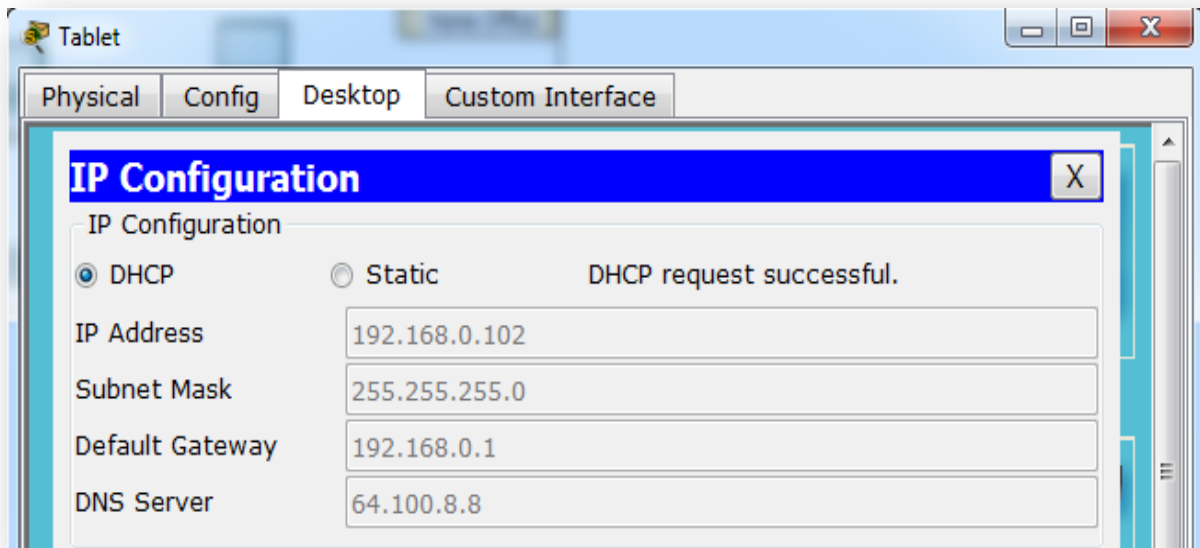 Tablet
Physical Config Desktop Custom Interface
IP Configuration X
IP Configuration
DHCP Static DHCP request successful.
IP Address 192.168.0.102
Subnet Mask 255.255.255.0
Default Gateway 192.168.0.1
DNS Server 64.100.8.8